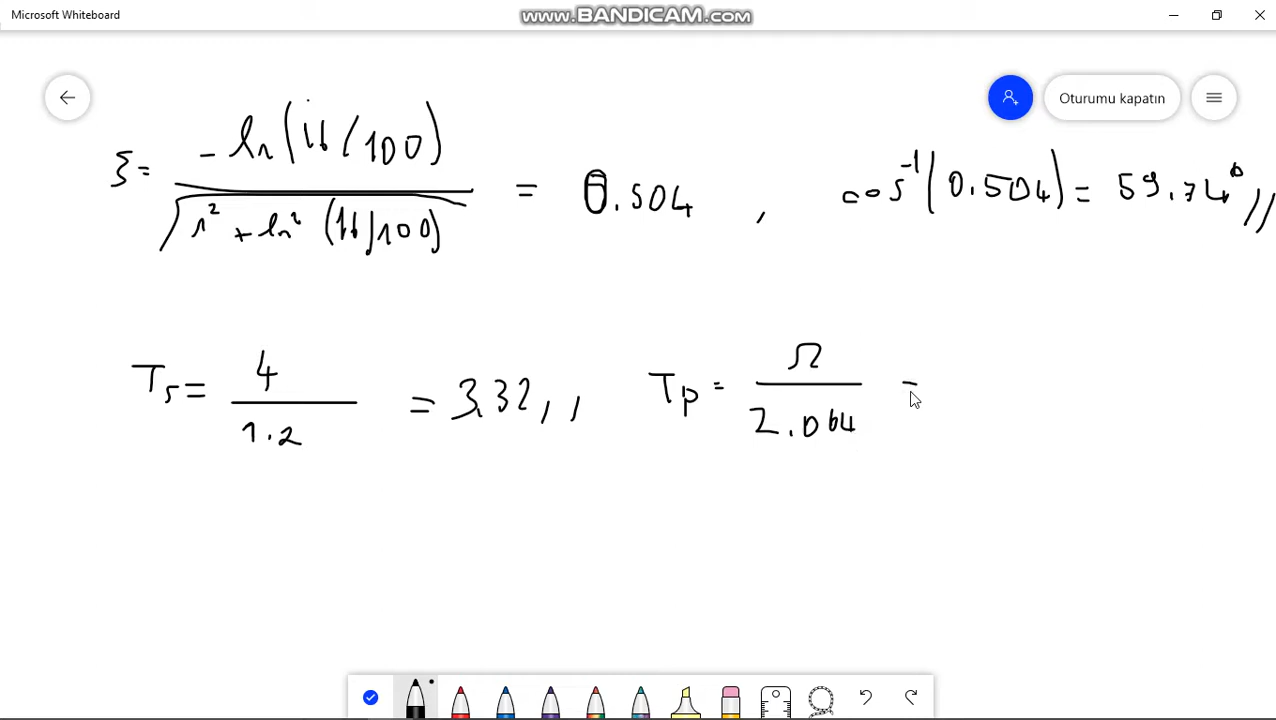 Microsoft Whiteboard
www.BANDICAM.com
Oturumu kapatın
ξ = -ln(16/100) / √(π² + ln²(16/100)) = 0.504 , cos⁻¹(0.504) = 59.74° //
Ts = 4 / 1.2 = 3.32,, Tp = π / 2.064 =